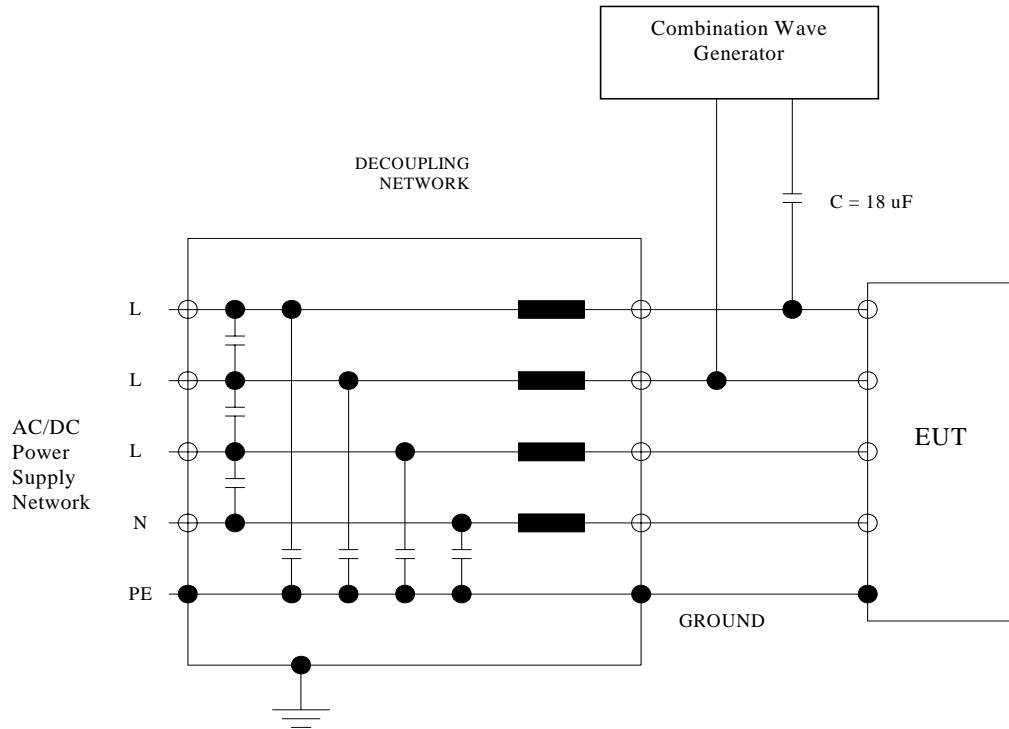 Combination Wave
Generator
DECOUPLING
NETWORK
C = 18 uF
L
L
L
N
PE
AC/DC
Power
Supply
Network
EUT
GROUND